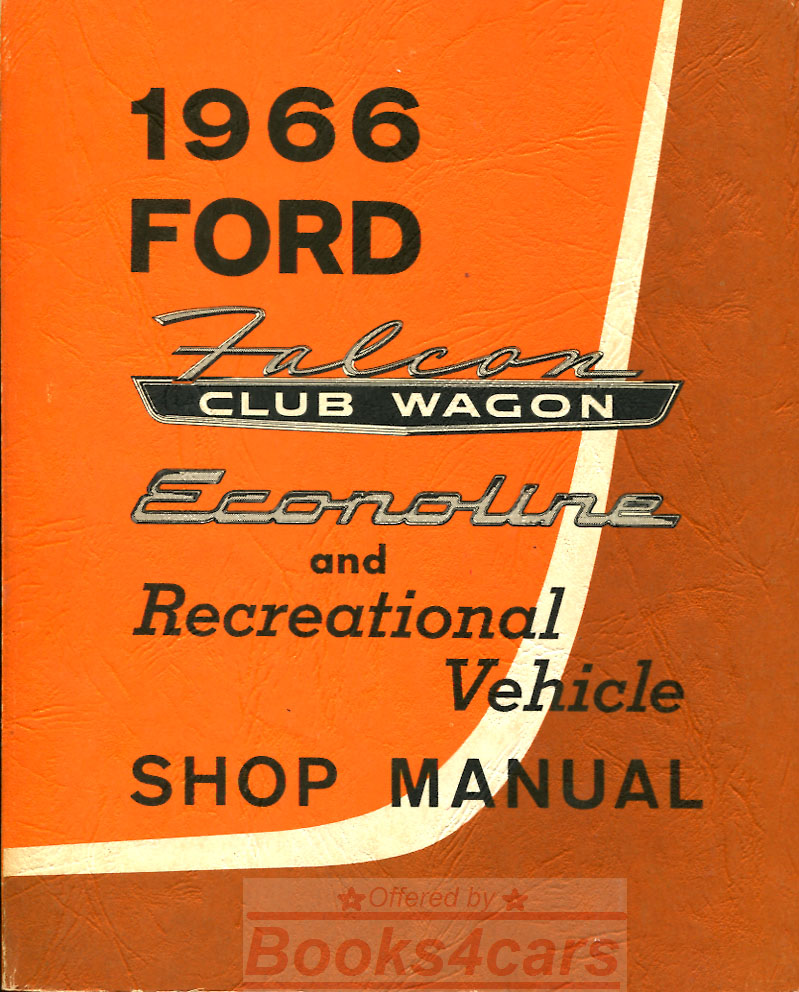 1966
FORD
Falcon
CLUB WAGON
Econoline
and
Recreational
Vehicle
SHOP MANUAL
★Offered by★
Books4cars